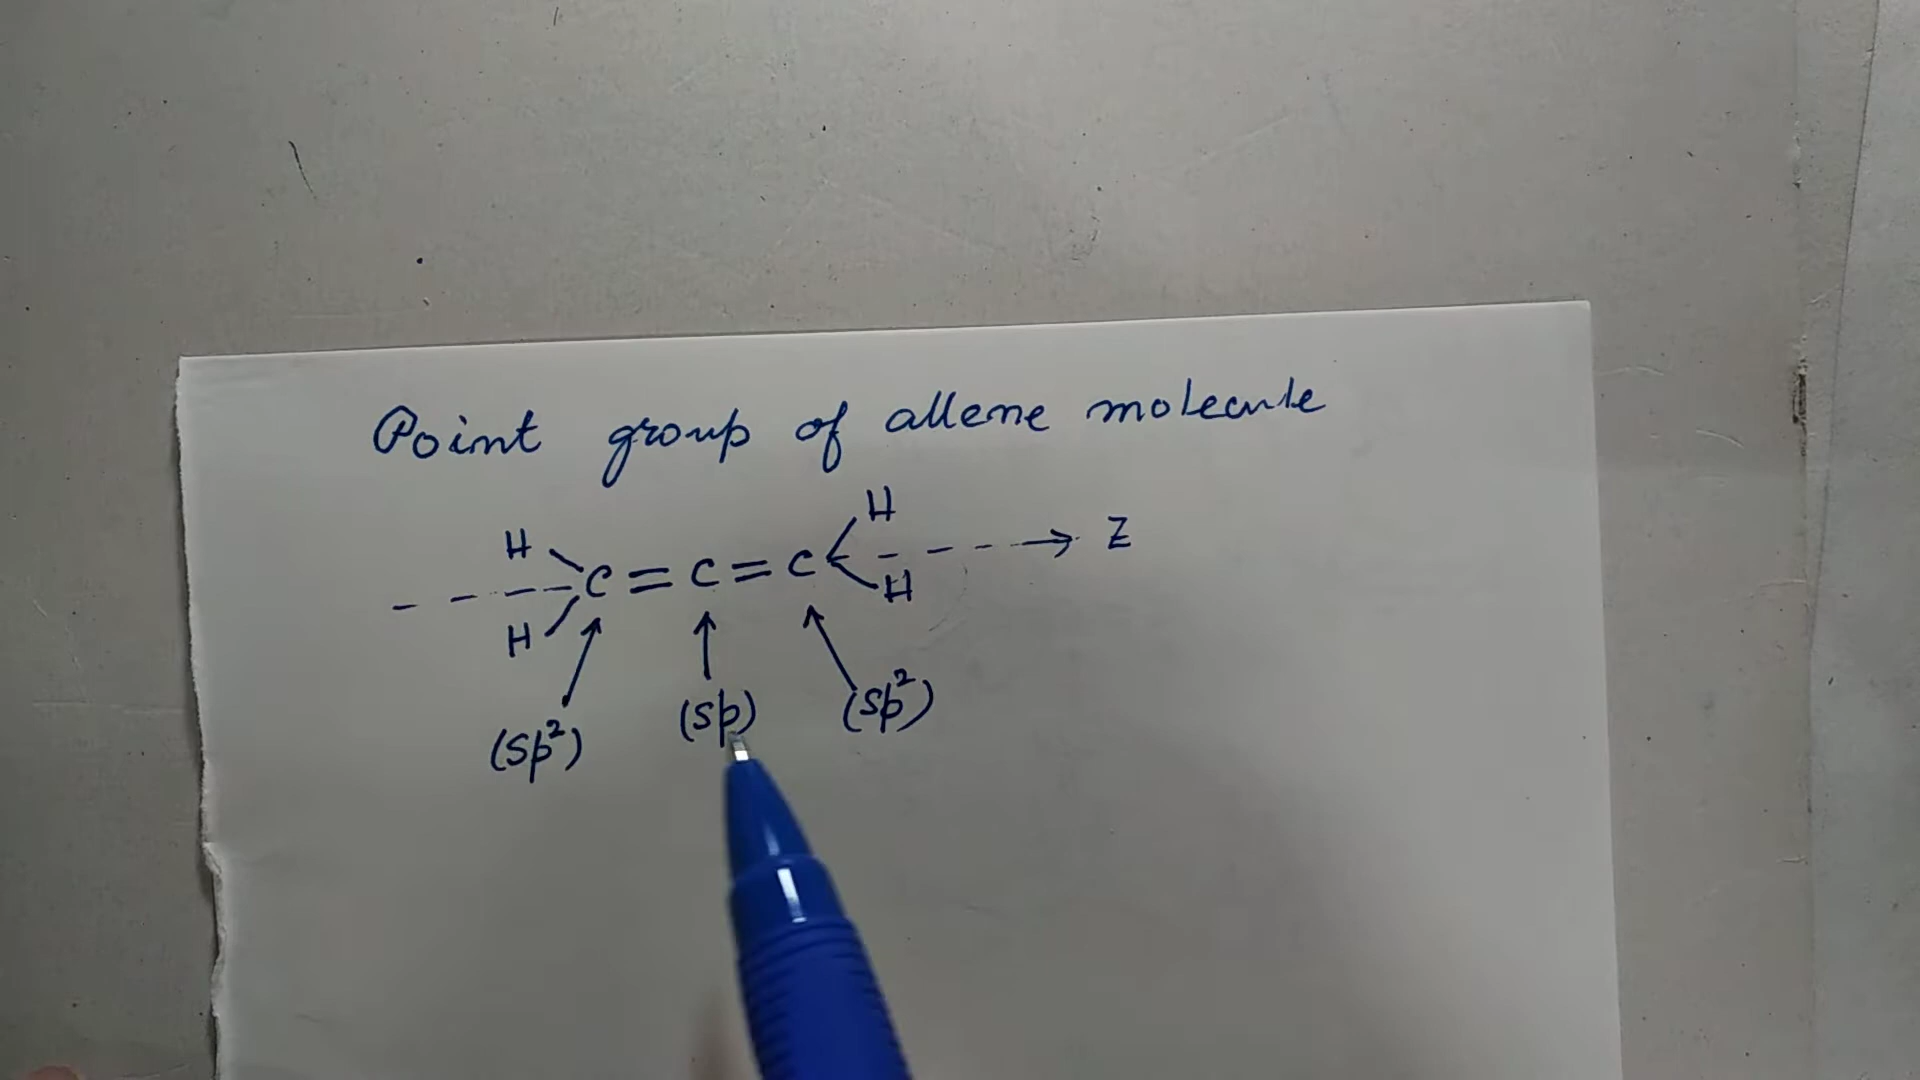 Point group of allene molecule
H H
C = C = C Z
H H
(sp²) (sp) (sp²)